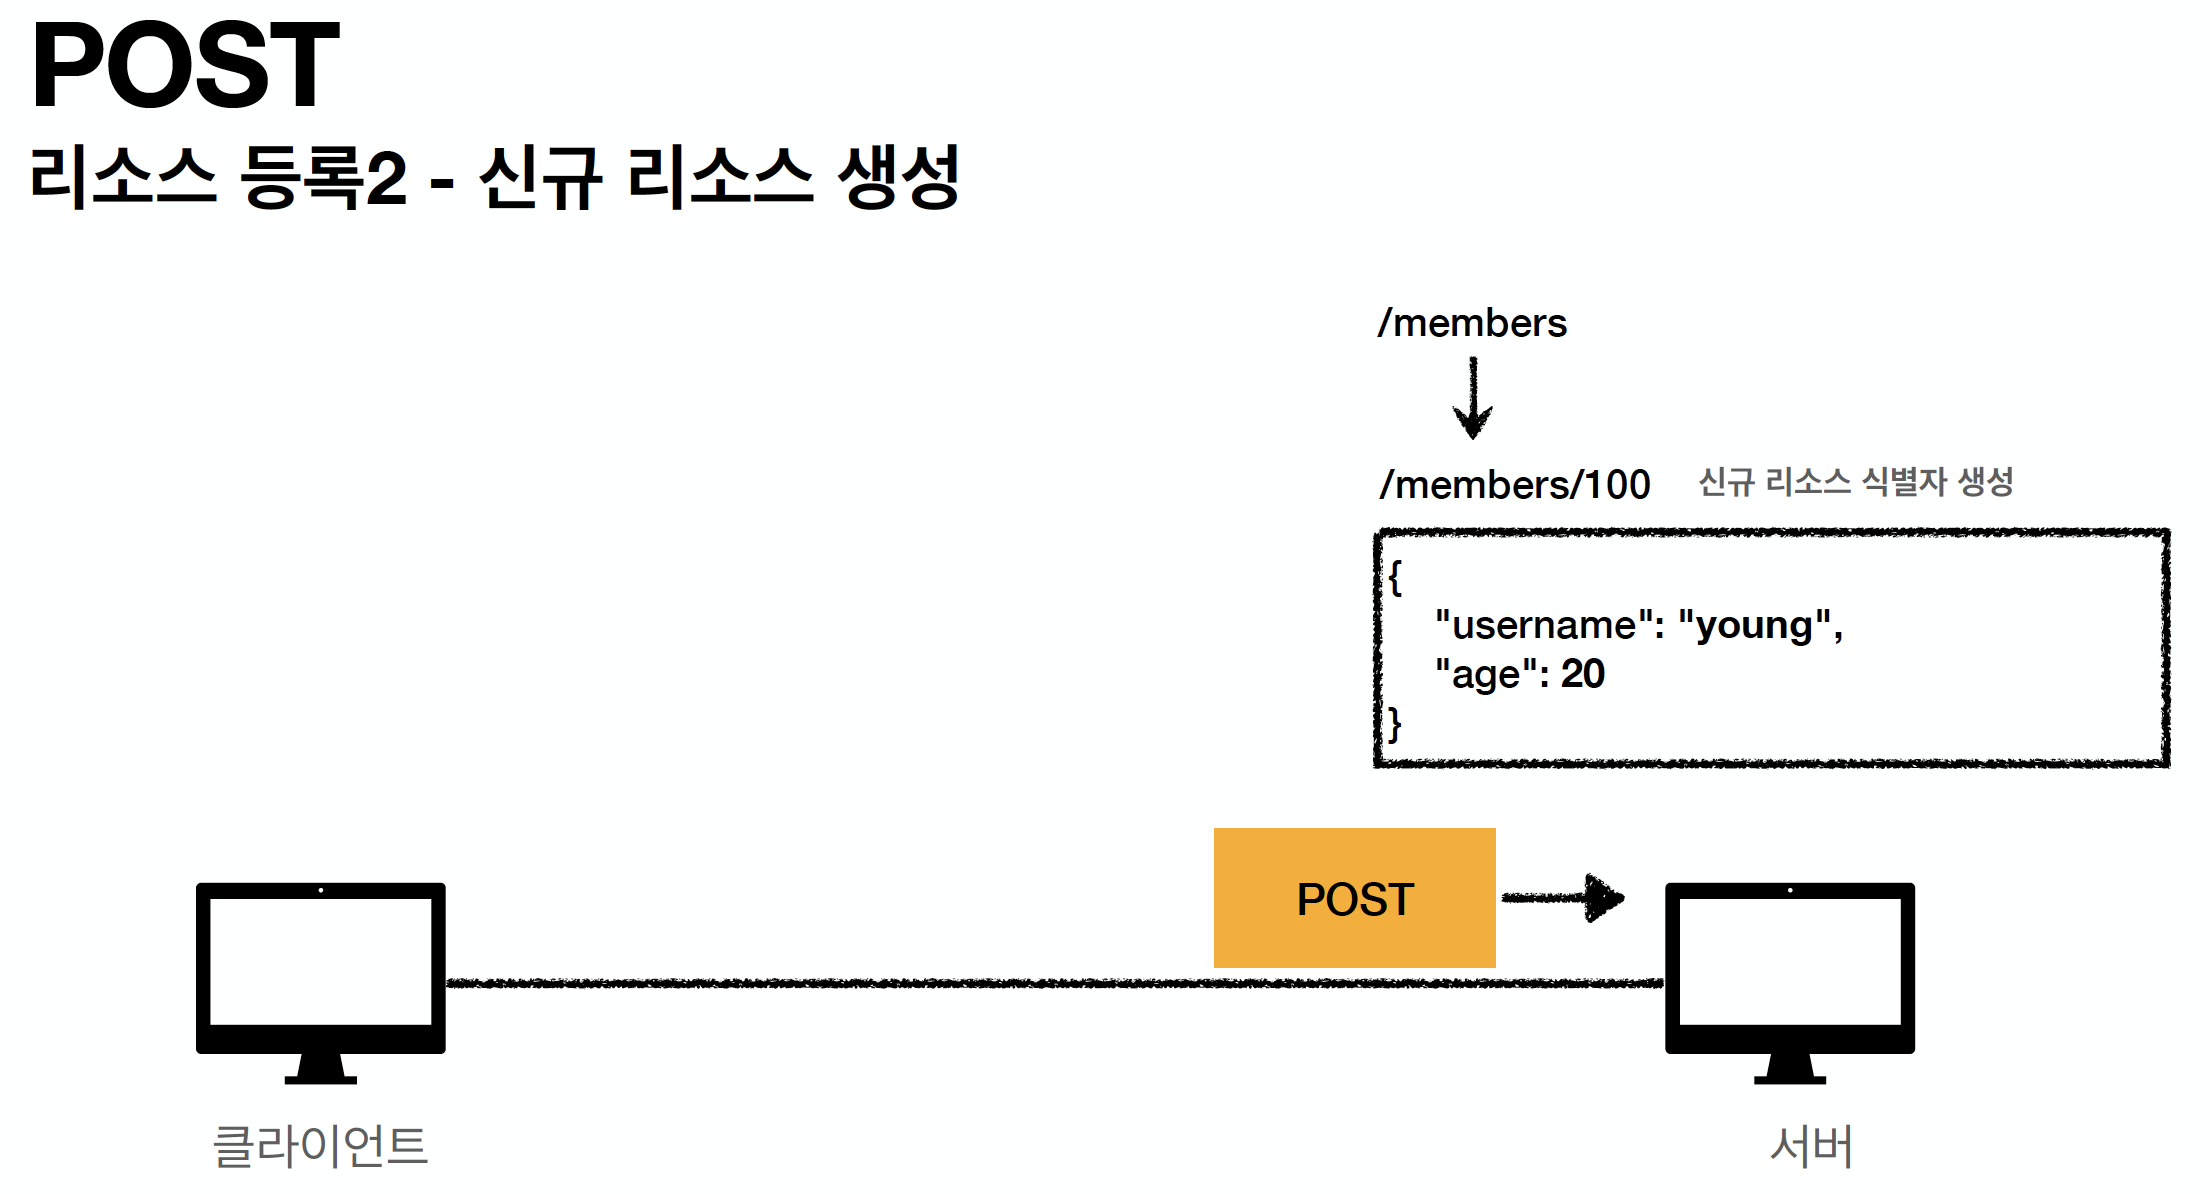 POST
리소스 등록2 - 신규 리소스 생성
/members
/members/100 신규 리소스 식별자 생성
{
"username": "young",
"age": 20
}
POST
클라이언트
서버